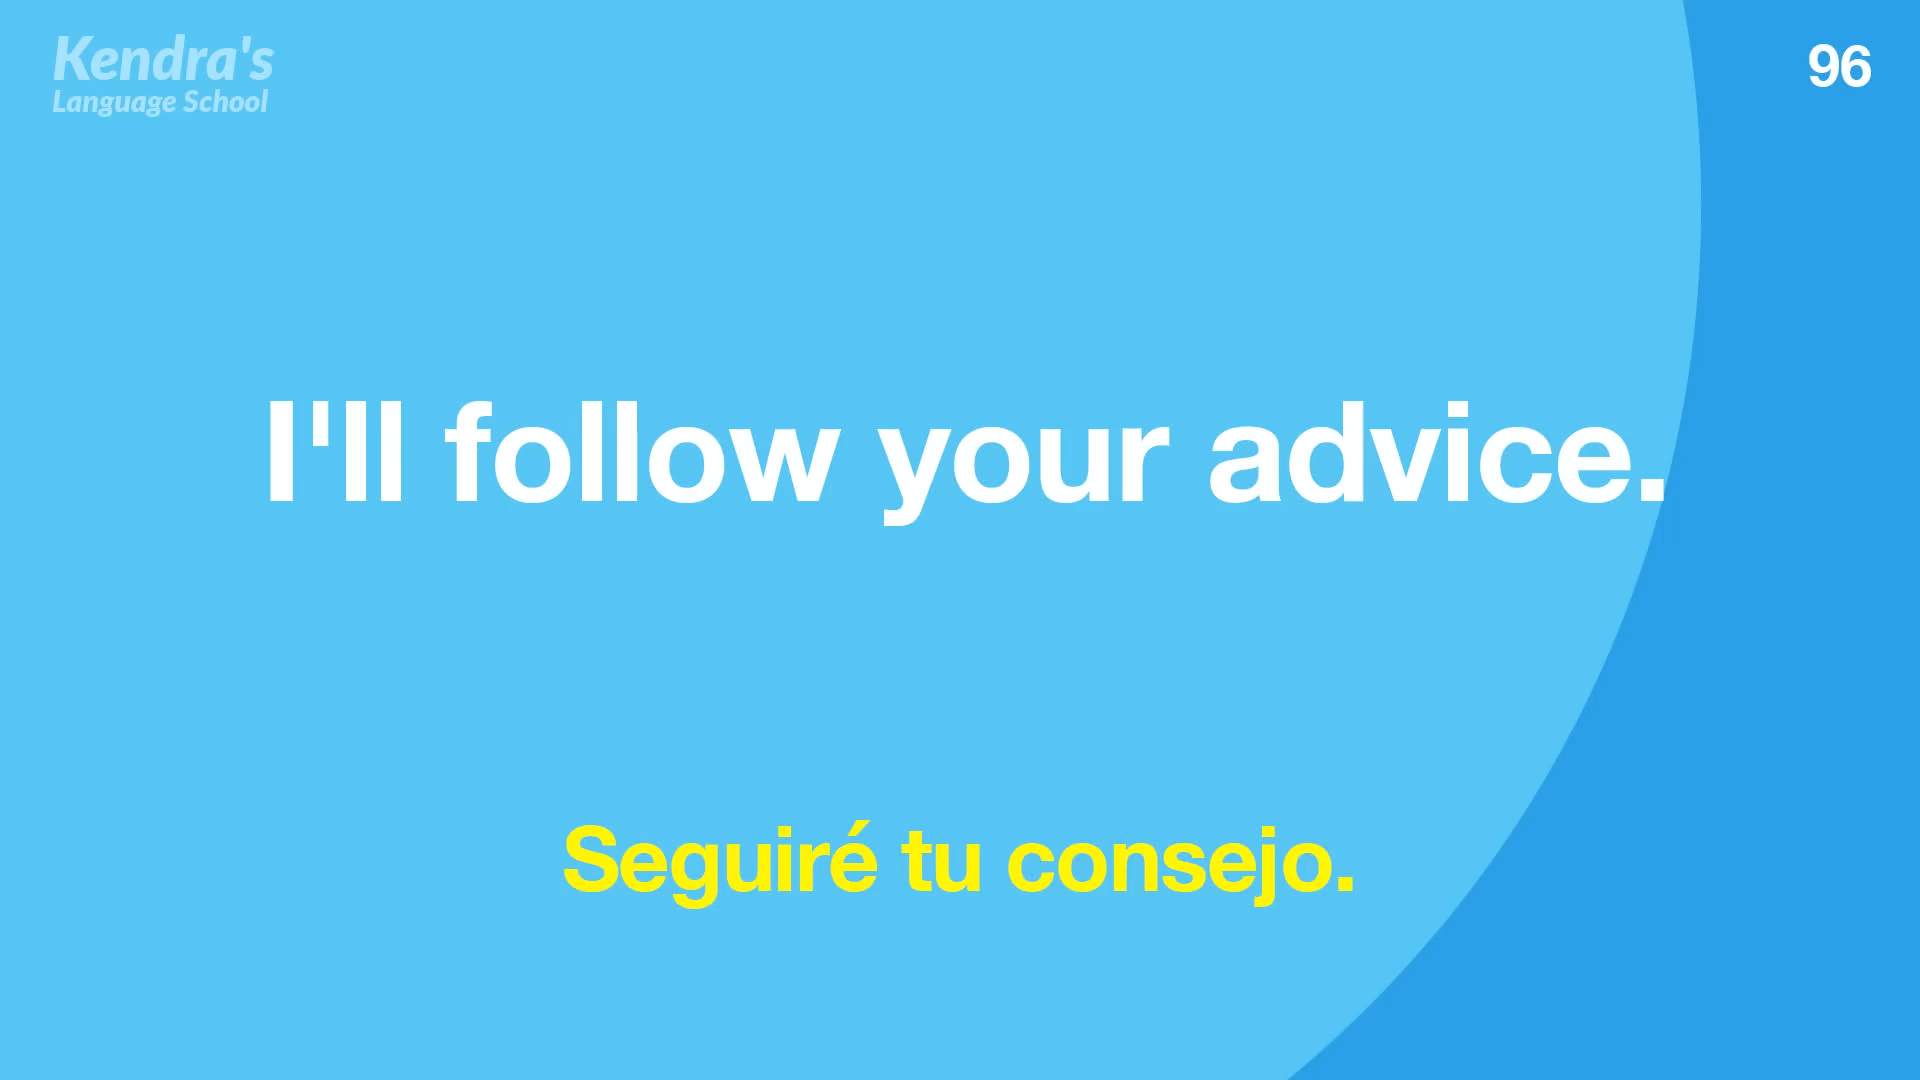 Kendra's
Language School
96
I'll follow your advice.
Seguiré tu consejo.